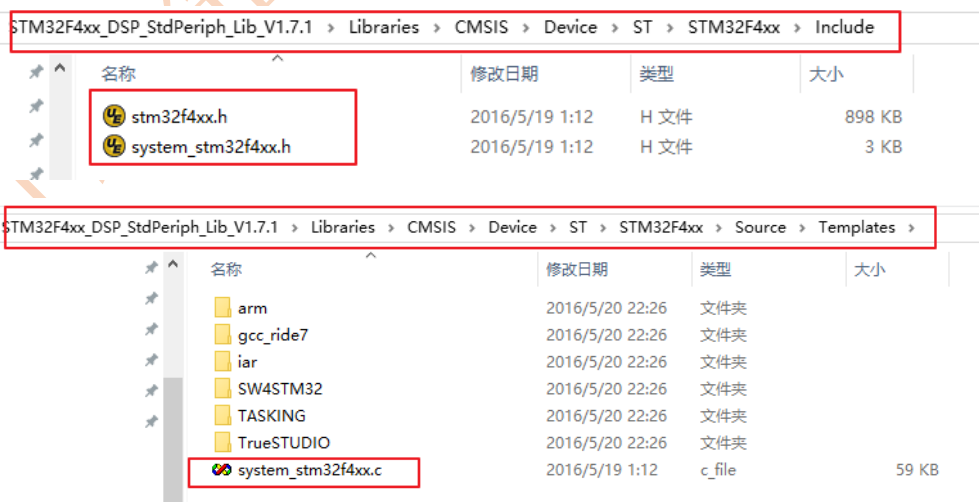 STM32F4xx_DSP_StdPeriph_Lib_V1.7.1 › Libraries › CMSIS › Device › ST › STM32F4xx › Include
名称 修改日期 类型 大小
stm32f4xx.h 2016/5/19 1:12 H 文件 898 KB
system_stm32f4xx.h 2016/5/19 1:12 H 文件 3 KB
STM32F4xx_DSP_StdPeriph_Lib_V1.7.1 › Libraries › CMSIS › Device › ST › STM32F4xx › Source › Templates ›
名称 修改日期 类型 大小
arm 2016/5/20 22:26 文件夹
gcc_ride7 2016/5/20 22:26 文件夹
iar 2016/5/20 22:26 文件夹
SW4STM32 2016/5/20 22:26 文件夹
TASKING 2016/5/20 22:26 文件夹
TrueSTUDIO 2016/5/20 22:26 文件夹
system_stm32f4xx.c 2016/5/19 1:12 c_file 59 KB